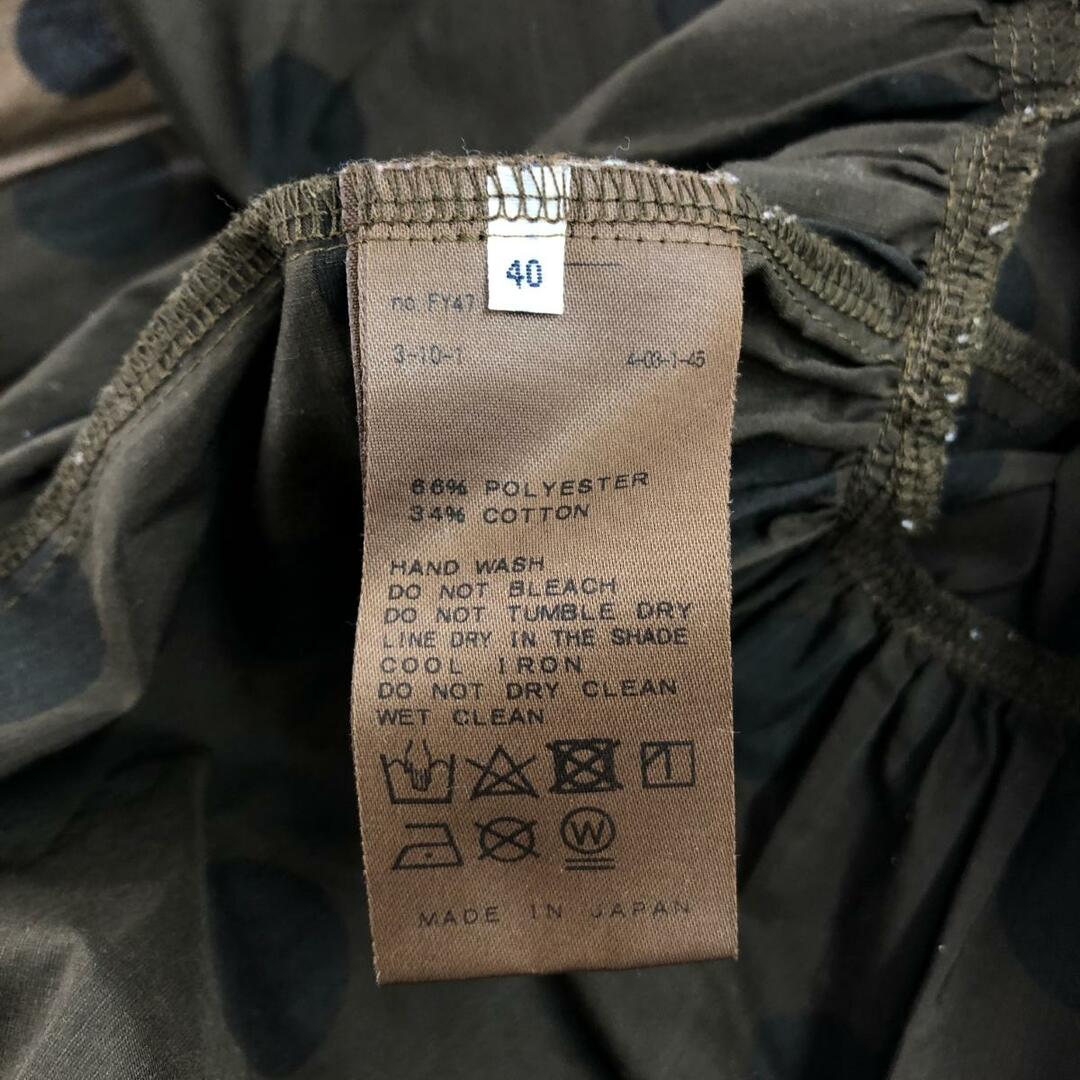 40
no. FY47
3-10-1 4-03-1-45
66% POLYESTER
34% COTTON
HAND WASH
DO NOT BLEACH
DO NOT TUMBLE DRY
LINE DRY IN THE SHADE
COOL IRON
DO NOT DRY CLEAN
WET CLEAN
W
MADE IN JAPAN